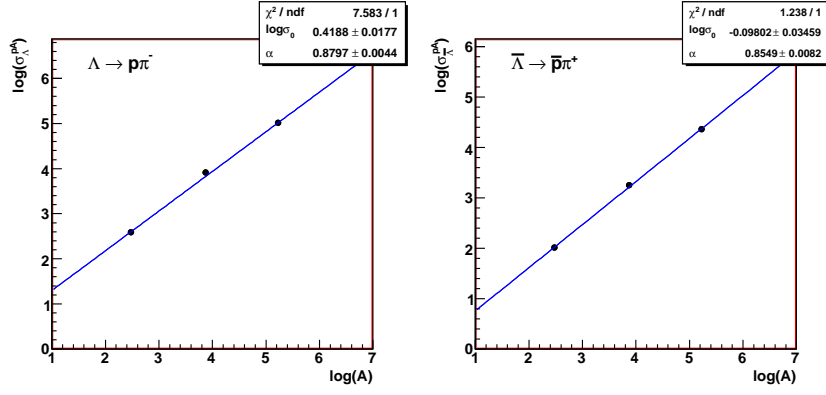 χ² / ndf 7.583 / 1
logσ₀ 0.4188 ± 0.0177
α 0.8797 ± 0.0044
Λ → pπ⁻
log(σ_Λ^pA)
6
5
4
3
2
1
0
1 2 3 4 5 6 7
log(A)
χ² / ndf 1.238 / 1
logσ₀ -0.09802 ± 0.03459
α 0.8549 ± 0.0082
Λ̅ → p̅π⁺
log(σ_Λ̅^pA)
6
5
4
3
2
1
0
1 2 3 4 5 6 7
log(A)